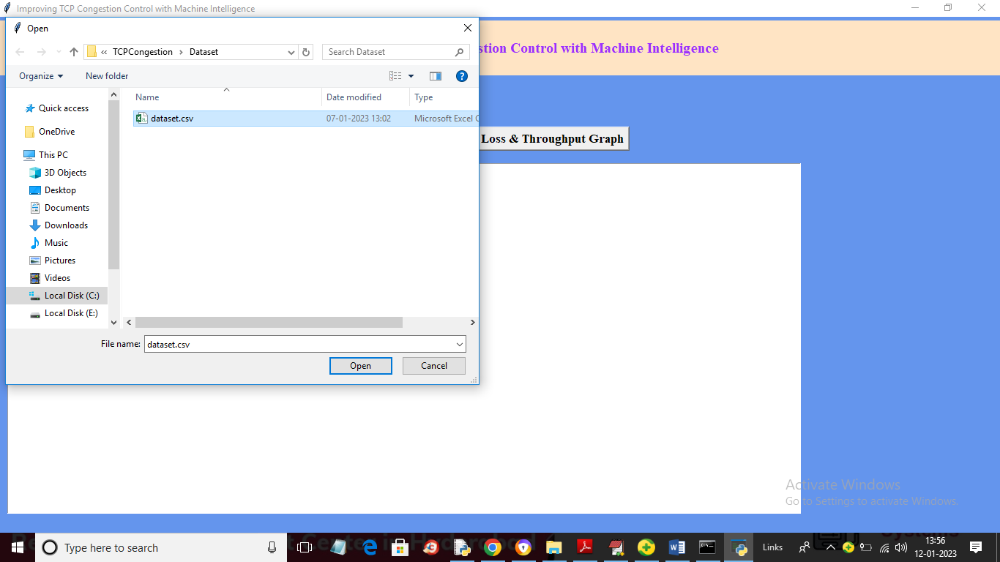 Improving TCP Congestion Control with Machine Intelligence
Open
stion Control with Machine Intelligence
« TCPCongestion > Dataset
Search Dataset
Organize
New folder
Name
Date modified
Type
Quick access
dataset.csv
07-01-2023 13:02
Microsoft Excel C
OneDrive
This PC
3D Objects
Desktop
Documents
Downloads
Music
Pictures
Videos
Local Disk (C:)
Local Disk (E:)
Loss & Throughput Graph
File name:
dataset.csv
Open
Cancel
Activate Windows
Go to Settings to activate Windows.
Type here to search
Links
13:56
12-01-2023